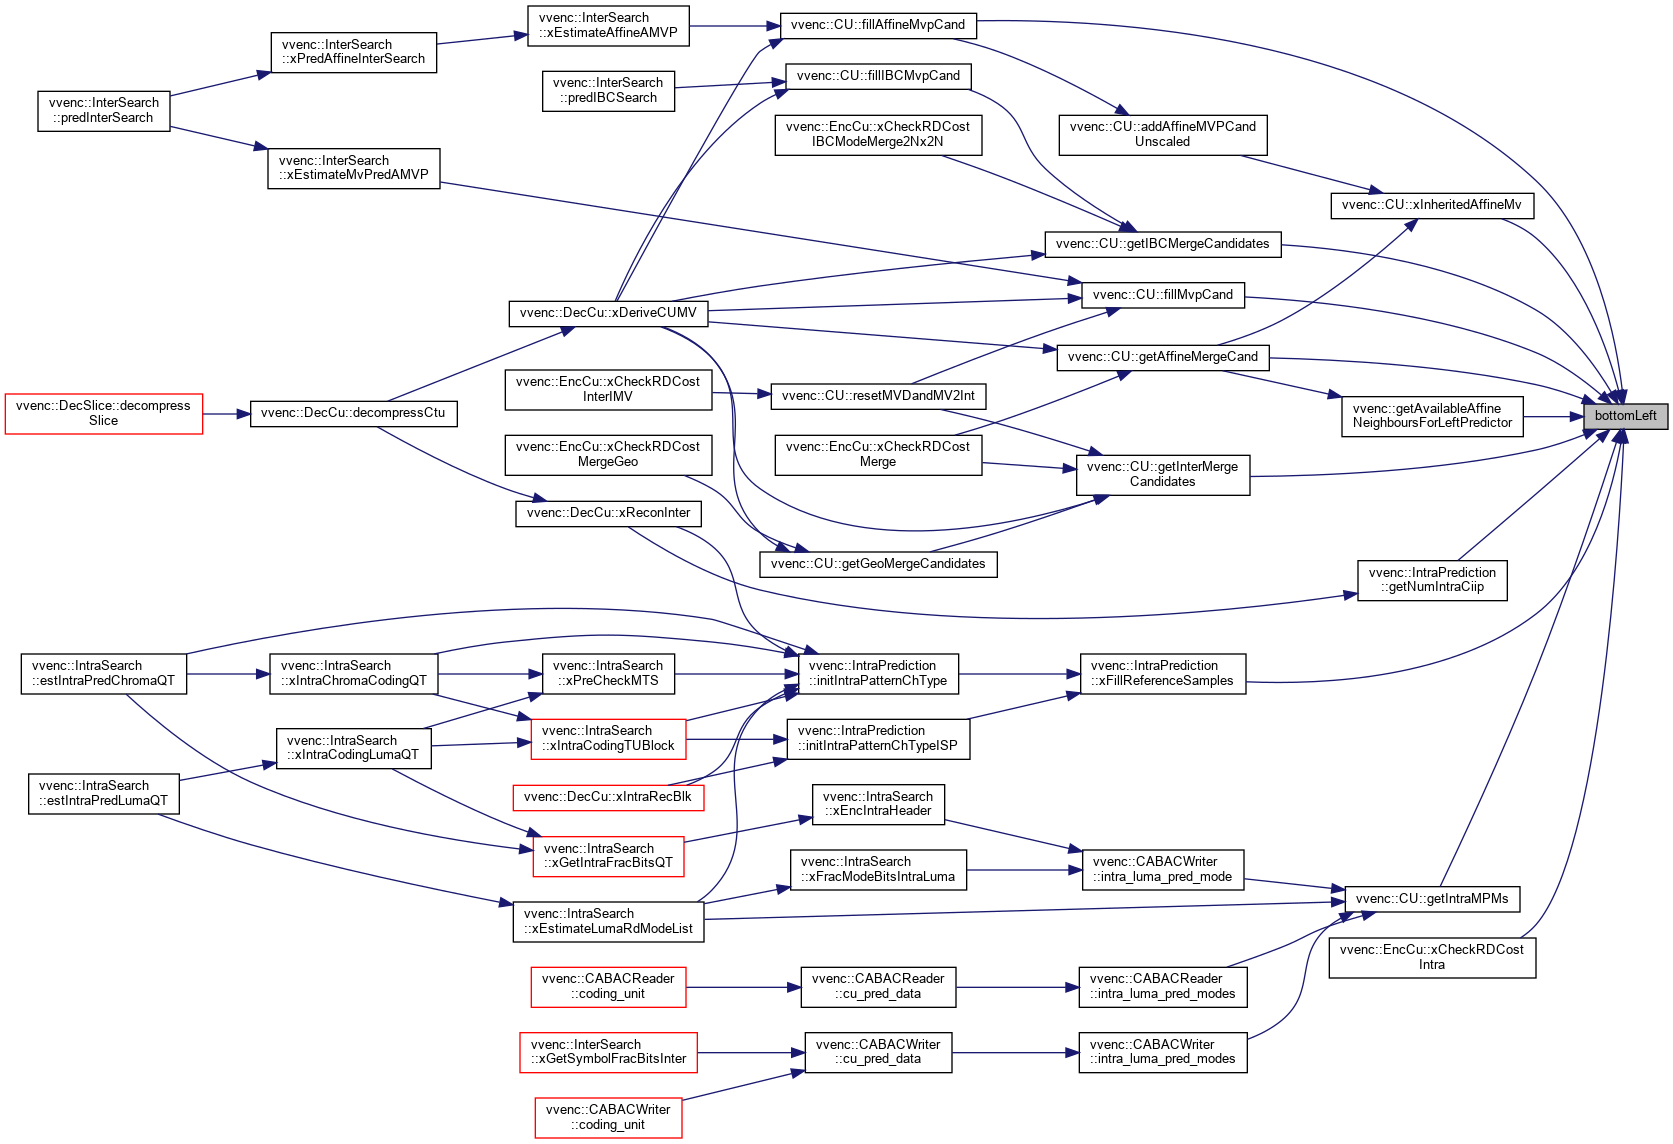 vvenc::InterSearch
::xEstimateAffineAMVP
vvenc::CU::fillAffineMvpCand
vvenc::InterSearch
::xPredAffineInterSearch
vvenc::CU::fillIBCMvpCand
vvenc::InterSearch
::predIBCSearch
vvenc::InterSearch
::predInterSearch
vvenc::EncCu::xCheckRDCost
IBCModeMerge2Nx2N
vvenc::CU::addAffineMVPCand
Unscaled
vvenc::InterSearch
::xEstimateMvPredAMVP
vvenc::CU::xInheritedAffineMv
vvenc::CU::getIBCMergeCandidates
vvenc::CU::fillMvpCand
vvenc::DecCu::xDeriveCUMV
vvenc::CU::getAffineMergeCand
vvenc::EncCu::xCheckRDCost
InterIMV
vvenc::CU::resetMVDandMV2Int
vvenc::DecSlice::decompress
Slice
vvenc::DecCu::decompressCtu
vvenc::getAvailableAffine
NeighboursForLeftPredictor
bottomLeft
vvenc::EncCu::xCheckRDCost
MergeGeo
vvenc::EncCu::xCheckRDCost
Merge
vvenc::CU::getInterMerge
Candidates
vvenc::DecCu::xReconInter
vvenc::CU::getGeoMergeCandidates
vvenc::IntraPrediction
::getNumIntraCiip
vvenc::IntraSearch
::estIntraPredChromaQT
vvenc::IntraSearch
::xIntraChromaCodingQT
vvenc::IntraSearch
::xPreCheckMTS
vvenc::IntraPrediction
::initIntraPatternChType
vvenc::IntraPrediction
::xFillReferenceSamples
vvenc::IntraSearch
::xIntraCodingLumaQT
vvenc::IntraSearch
::xIntraCodingTUBlock
vvenc::IntraPrediction
::initIntraPatternChTypeISP
vvenc::IntraSearch
::estIntraPredLumaQT
vvenc::DecCu::xIntraRecBlk
vvenc::IntraSearch
::xEncIntraHeader
vvenc::IntraSearch
::xGetIntraFracBitsQT
vvenc::IntraSearch
::xFracModeBitsIntraLuma
vvenc::CABACWriter
::intra_luma_pred_mode
vvenc::CU::getIntraMPMs
vvenc::IntraSearch
::xEstimateLumaRdModeList
vvenc::EncCu::xCheckRDCost
Intra
vvenc::CABACReader
::coding_unit
vvenc::CABACReader
::cu_pred_data
vvenc::CABACReader
::intra_luma_pred_modes
vvenc::InterSearch
::xGetSymbolFracBitsInter
vvenc::CABACWriter
::cu_pred_data
vvenc::CABACWriter
::intra_luma_pred_modes
vvenc::CABACWriter
::coding_unit